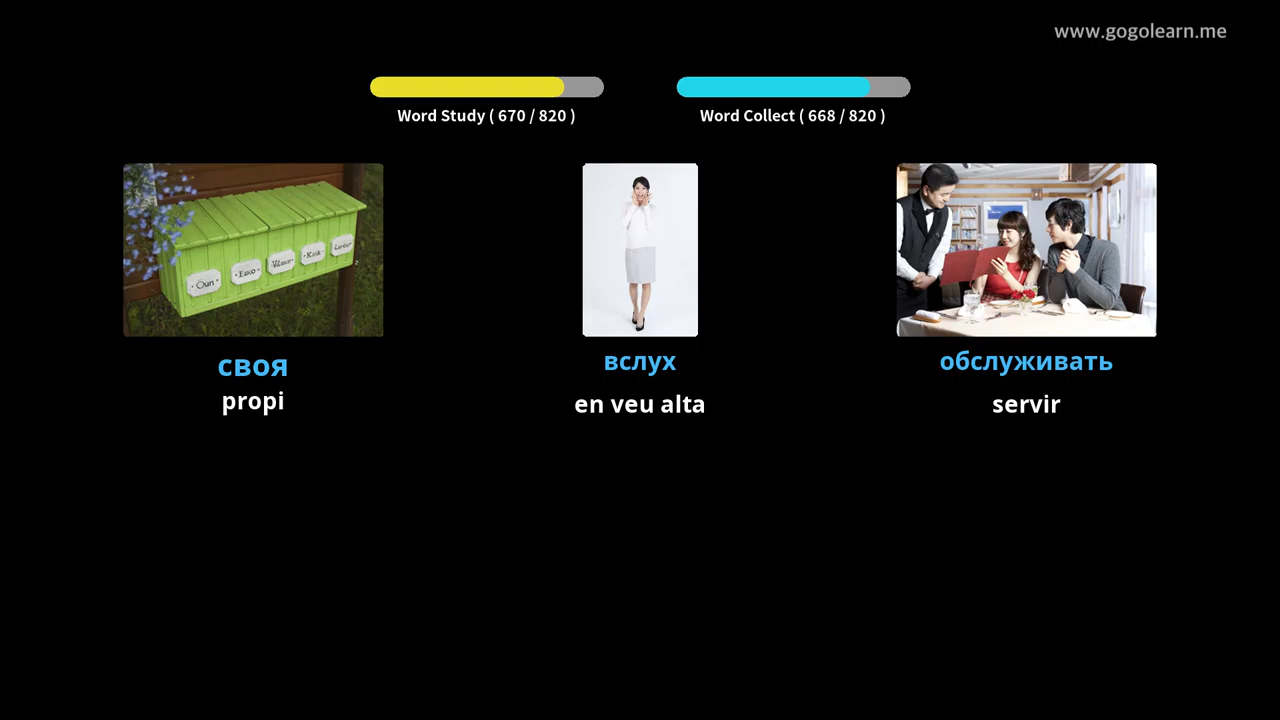 www.gogolearn.me
Word Study ( 670 / 820 )
Word Collect ( 668 / 820 )
своя
propi
вслух
en veu alta
обслуживать
servir